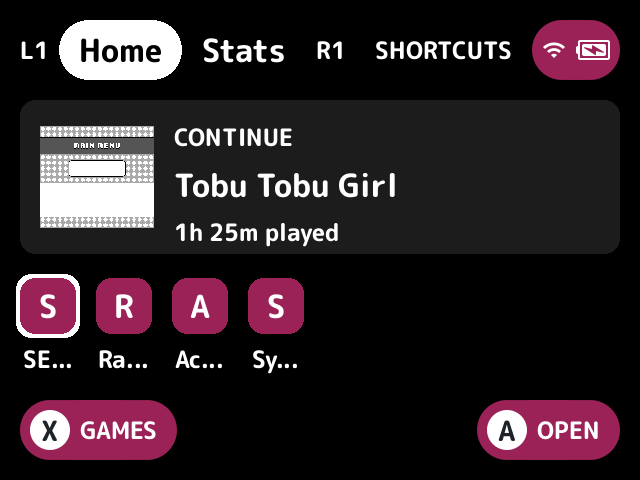 L1 Home Stats R1 SHORTCUTS
MAIN MENU
CONTINUE
Tobu Tobu Girl
1h 25m played
S R A S
SE... Ra... Ac... Sy...
X GAMES A OPEN